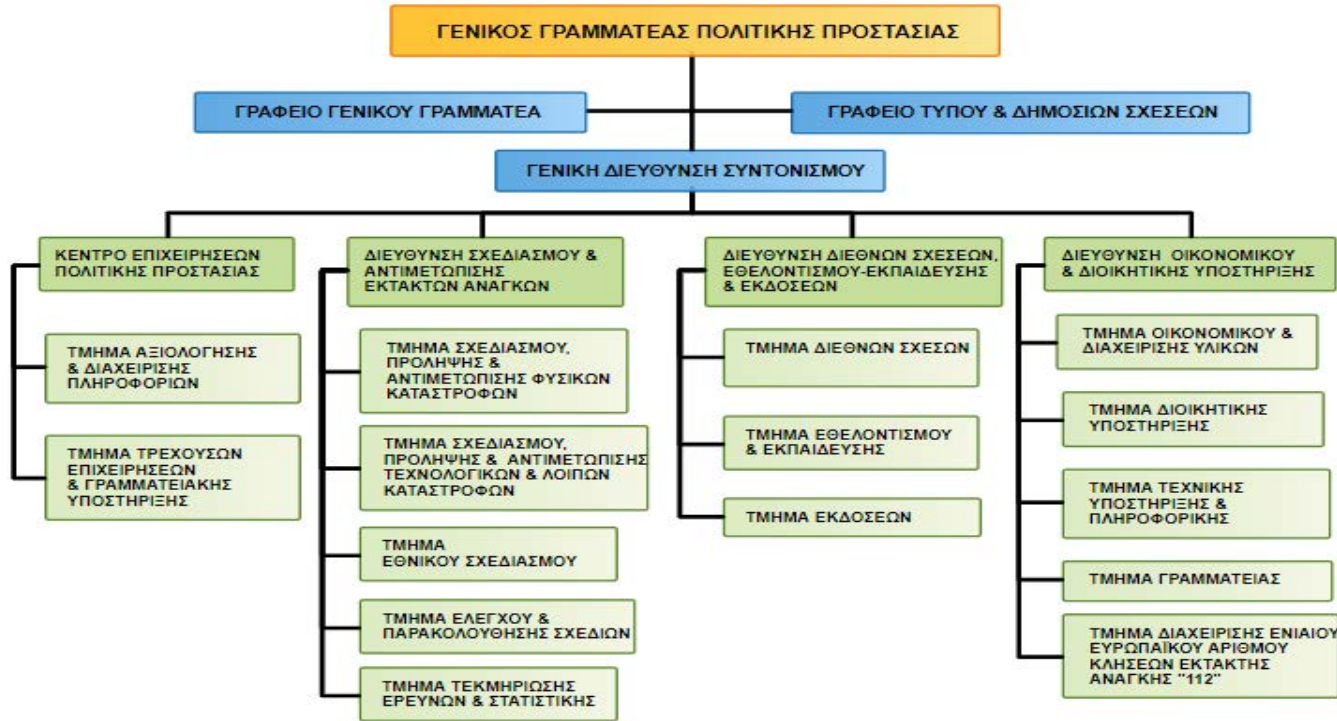 ΓΕΝΙΚΟΣ ΓΡΑΜΜΑΤΕΑΣ ΠΟΛΙΤΙΚΗΣ ΠΡΟΣΤΑΣΙΑΣ
ΓΡΑΦΕΙΟ ΓΕΝΙΚΟΥ ΓΡΑΜΜΑΤΕΑ
ΓΡΑΦΕΙΟ ΤΥΠΟΥ & ΔΗΜΟΣΙΩΝ ΣΧΕΣΕΩΝ
ΓΕΝΙΚΗ ΔΙΕΥΘΥΝΣΗ ΣΥΝΤΟΝΙΣΜΟΥ
ΚΕΝΤΡΟ ΕΠΙΧΕΙΡΗΣΕΩΝ
ΠΟΛΙΤΙΚΗΣ ΠΡΟΣΤΑΣΙΑΣ
ΤΜΗΜΑ ΑΞΙΟΛΟΓΗΣΗΣ
& ΔΙΑΧΕΙΡΙΣΗΣ
ΠΛΗΡΟΦΟΡΙΩΝ
ΤΜΗΜΑ ΤΡΕΧΟΥΣΩΝ
ΕΠΙΧΕΙΡΗΣΕΩΝ
& ΓΡΑΜΜΑΤΕΙΑΚΗΣ
ΥΠΟΣΤΗΡΙΞΗΣ
ΔΙΕΥΘΥΝΣΗ ΣΧΕΔΙΑΣΜΟΥ &
ΑΝΤΙΜΕΤΩΠΙΣΗΣ
ΕΚΤΑΚΤΩΝ ΑΝΑΓΚΩΝ
ΤΜΗΜΑ ΣΧΕΔΙΑΣΜΟΥ,
ΠΡΟΛΗΨΗΣ &
ΑΝΤΙΜΕΤΩΠΙΣΗΣ ΦΥΣΙΚΩΝ
ΚΑΤΑΣΤΡΟΦΩΝ
ΤΜΗΜΑ ΣΧΕΔΙΑΣΜΟΥ,
ΠΡΟΛΗΨΗΣ & ΑΝΤΙΜΕΤΩΠΙΣΗΣ
ΤΕΧΝΟΛΟΓΙΚΩΝ & ΛΟΙΠΩΝ
ΚΑΤΑΣΤΡΟΦΩΝ
ΤΜΗΜΑ
ΕΘΝΙΚΟΥ ΣΧΕΔΙΑΣΜΟΥ
ΤΜΗΜΑ ΕΛΕΓΧΟΥ &
ΠΑΡΑΚΟΛΟΥΘΗΣΗΣ ΣΧΕΔΙΩΝ
ΤΜΗΜΑ ΤΕΚΜΗΡΙΩΣΗΣ
ΕΡΕΥΝΩΝ & ΣΤΑΤΙΣΤΙΚΗΣ
ΔΙΕΥΘΥΝΣΗ ΔΙΕΘΝΩΝ ΣΧΕΣΕΩΝ,
ΕΘΕΛΟΝΤΙΣΜΟΥ-ΕΚΠΑΙΔΕΥΣΗΣ
& ΕΚΔΟΣΕΩΝ
ΤΜΗΜΑ ΔΙΕΘΝΩΝ ΣΧΕΣΩΝ
ΤΜΗΜΑ ΕΘΕΛΟΝΤΙΣΜΟΥ
& ΕΚΠΑΙΔΕΥΣΗΣ
ΤΜΗΜΑ ΕΚΔΟΣΕΩΝ
ΔΙΕΥΘΥΝΣΗ ΟΙΚΟΝΟΜΙΚΟΥ
& ΔΙΟΙΚΗΤΙΚΗΣ ΥΠΟΣΤΗΡΙΞΗΣ
ΤΜΗΜΑ ΟΙΚΟΝΟΜΙΚΟΥ &
ΔΙΑΧΕΙΡΙΣΗΣ ΥΛΙΚΩΝ
ΤΜΗΜΑ ΔΙΟΙΚΗΤΙΚΗΣ
ΥΠΟΣΤΗΡΙΞΗΣ
ΤΜΗΜΑ ΤΕΧΝΙΚΗΣ
ΥΠΟΣΤΗΡΙΞΗΣ &
ΠΛΗΡΟΦΟΡΙΚΗΣ
ΤΜΗΜΑ ΓΡΑΜΜΑΤΕΙΑΣ
ΤΜΗΜΑ ΔΙΑΧΕΙΡΙΣΗΣ ΕΝΙΑΙΟΥ
ΕΥΡΩΠΑΪΚΟΥ ΑΡΙΘΜΟΥ
ΚΛΗΣΕΩΝ ΕΚΤΑΚΤΗΣ
ΑΝΑΓΚΗΣ "112"